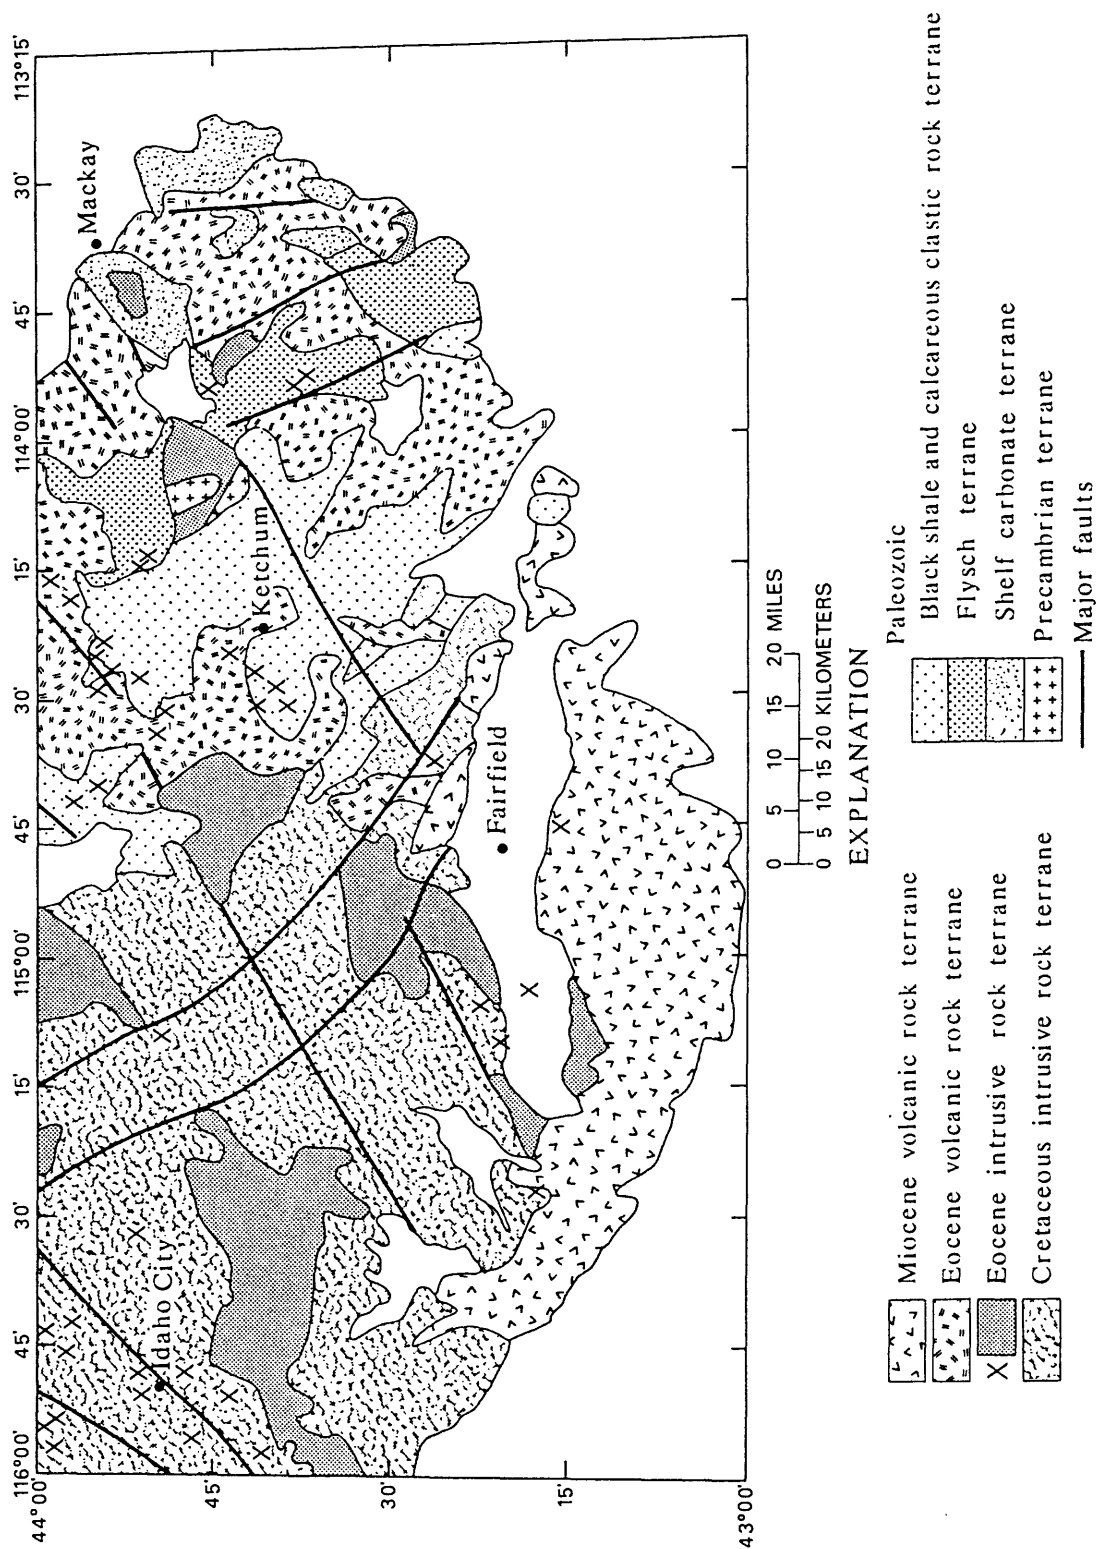 116°00'
45'
30'
15'
115°00'
45'
30'
15'
114°00'
45'
30'
113°15'
44°00'
45'
30'
15'
43°00'
Mackay
Idaho City
Ketchum
Fairfield
0 5 10 15 20 MILES
0 5 10 15 20 KILOMETERS
EXPLANATION
Miocene volcanic rock terrane
Eocene volcanic rock terrane
X Eocene intrusive rock terrane
Cretaceous intrusive rock terrane
Paleozoic
Black shale and calcareous clastic rock terrane
Flysch terrane
Shelf carbonate terrane
Precambrian terrane
Major faults